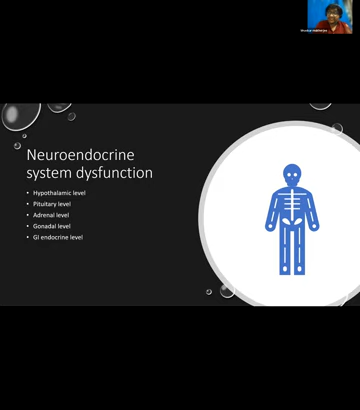 Neuroendocrine
system dysfunction
• Hypothalamic level
• Pituitary level
• Adrenal level
• Gonadal level
• GI endocrine level